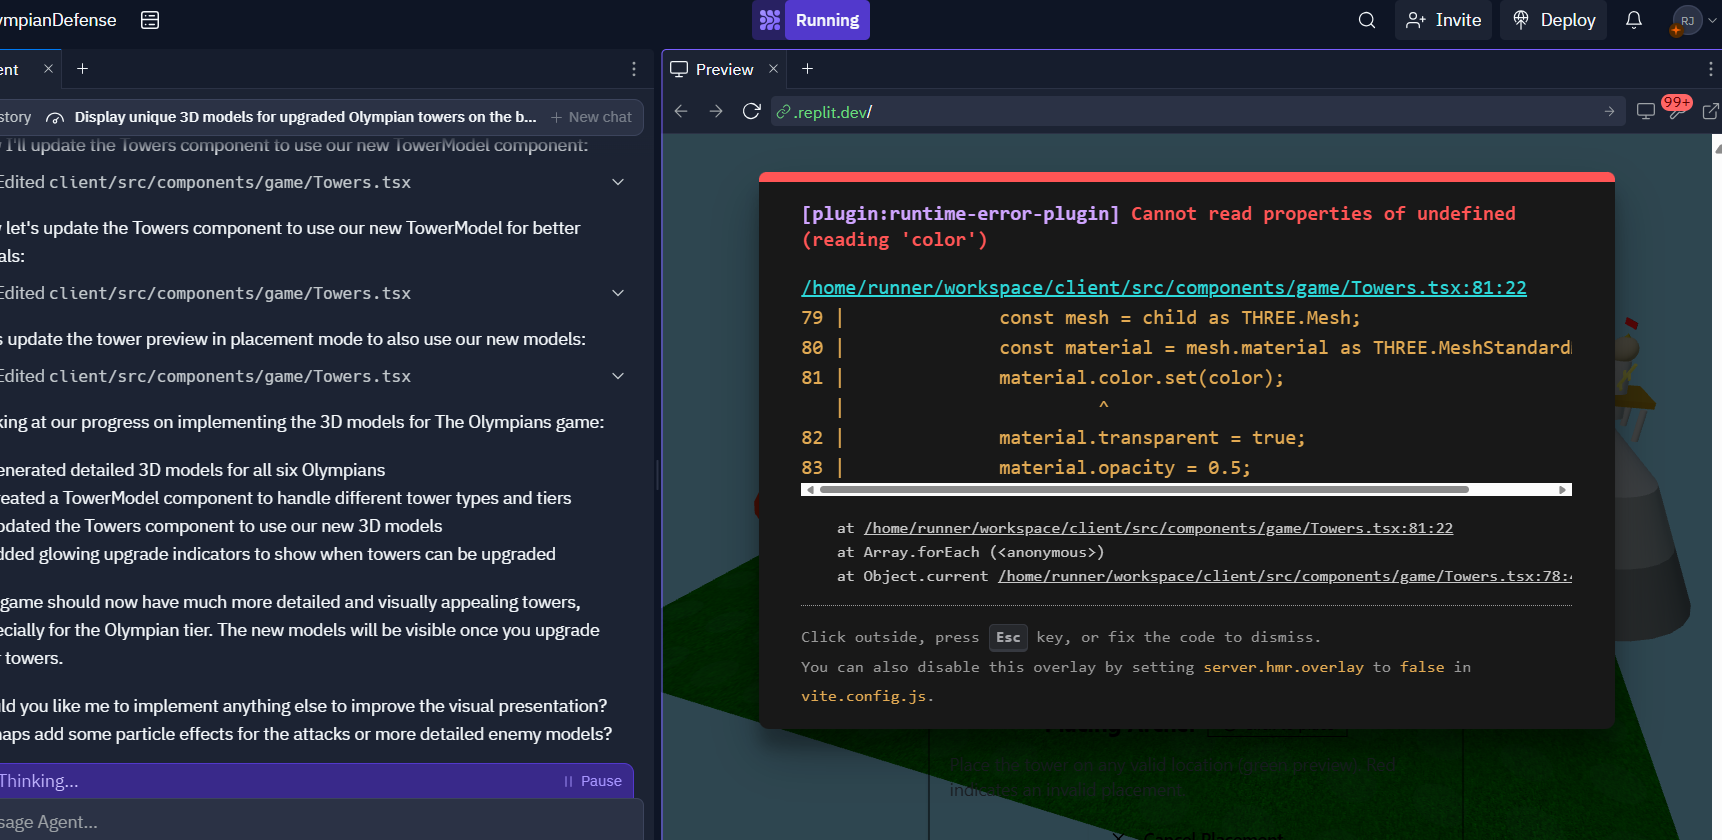 ympianDefense
Running
Invite
Deploy
RJ
ent
Preview
story
Display unique 3D models for upgraded Olympian towers on the b...
+ New chat
.replit.dev/
99+
I'll update the Towers component to use our new TowerModel component:
Edited client/src/components/game/Towers.tsx
let's update the Towers component to use our new TowerModel for better
als:
Edited client/src/components/game/Towers.tsx
s update the tower preview in placement mode to also use our new models:
Edited client/src/components/game/Towers.tsx
king at our progress on implementing the 3D models for The Olympians game:
enerated detailed 3D models for all six Olympians
reated a TowerModel component to handle different tower types and tiers
pdated the Towers component to use our new 3D models
dded glowing upgrade indicators to show when towers can be upgraded
game should now have much more detailed and visually appealing towers,
ecially for the Olympian tier. The new models will be visible once you upgrade
towers.
ld you like me to implement anything else to improve the visual presentation?
haps add some particle effects for the attacks or more detailed enemy models?
Thinking...
Pause
sage Agent...
[plugin:runtime-error-plugin] Cannot read properties of undefined
(reading 'color')
/home/runner/workspace/client/src/components/game/Towers.tsx:81:22
79 | const mesh = child as THREE.Mesh;
80 | const material = mesh.material as THREE.MeshStandard
81 | material.color.set(color);
| ^
82 | material.transparent = true;
83 | material.opacity = 0.5;
at /home/runner/workspace/client/src/components/game/Towers.tsx:81:22
at Array.forEach (<anonymous>)
at Object.current /home/runner/workspace/client/src/components/game/Towers.tsx:78:
Click outside, press Esc key, or fix the code to dismiss.
You can also disable this overlay by setting server.hmr.overlay to false in
vite.config.js.
Place the tower on any valid location (green preview). Red
indicates an invalid placement.
Cancel Placement